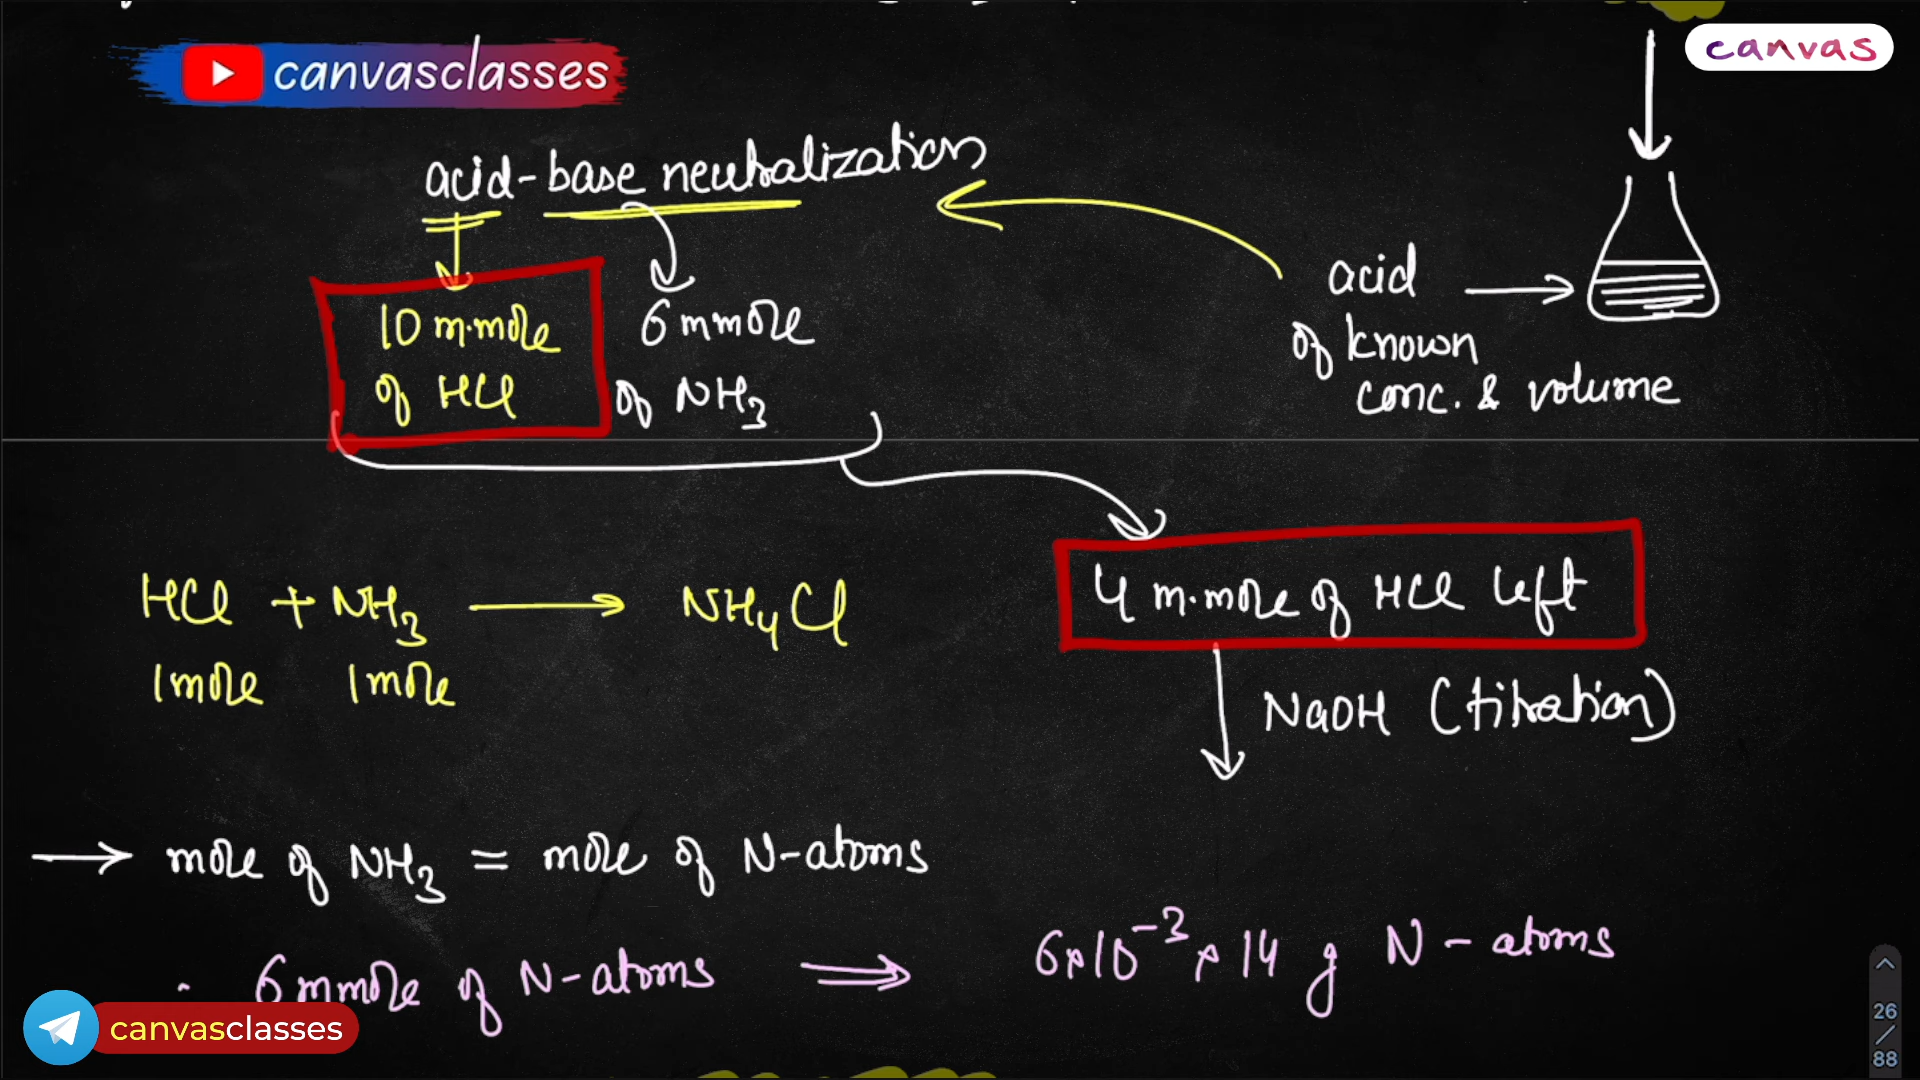 canvasclasses
canvas
acid-base neutralization
10 m.mole
of HCl
6 mmole
of NH3
acid
of known
conc. & volume
HCl + NH3 → NH4Cl
1mole 1mole
4 m.mole of HCl left
NaOH (titration)
→ mole of NH3 = mole of N-atoms
6 mmole of N-atoms ⇒ 6×10⁻³×14 g N-atoms
canvasclasses
26
/
88